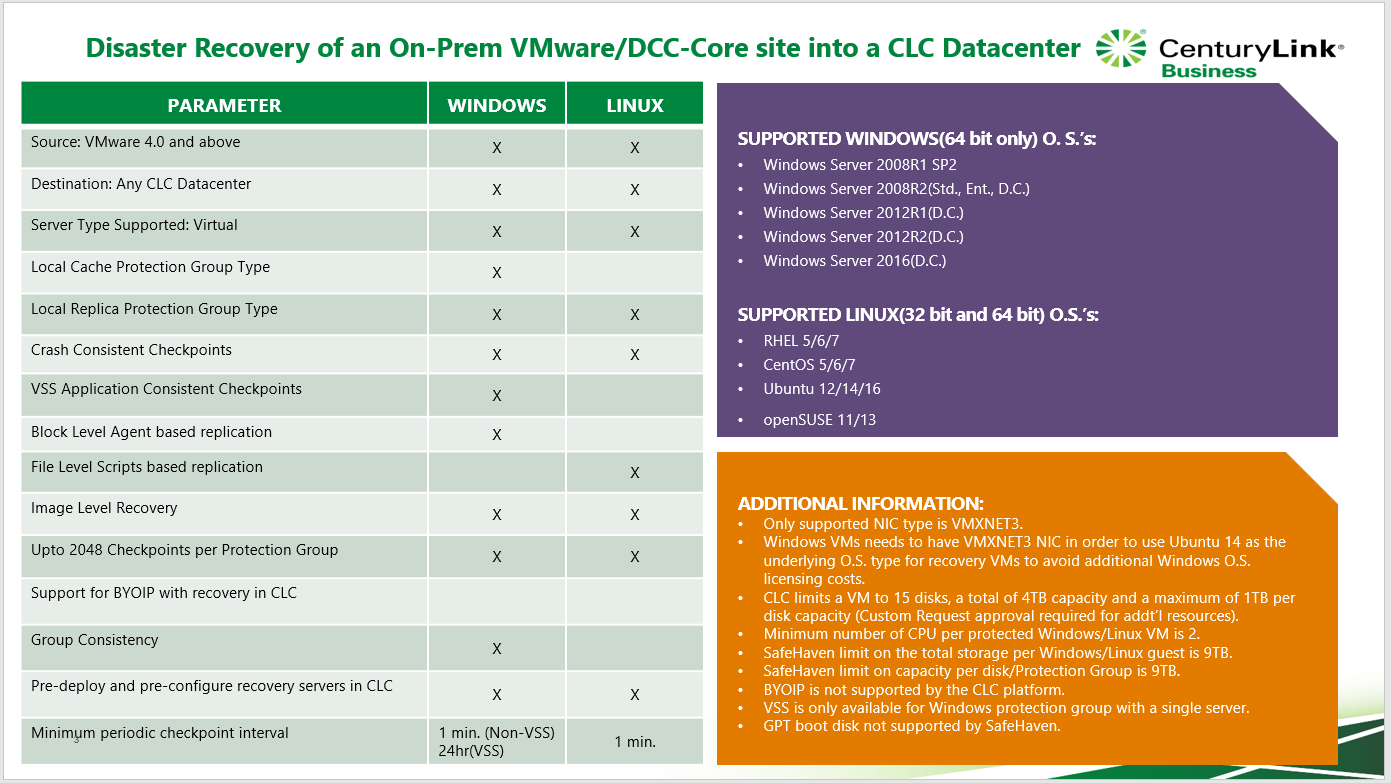 Disaster Recovery of an On-Prem VMware/DCC-Core site into a CLC Datacenter
CenturyLink®
Business
PARAMETER WINDOWS LINUX
Source: VMware 4.0 and above X X
Destination: Any CLC Datacenter X X
Server Type Supported: Virtual X X
Local Cache Protection Group Type X
Local Replica Protection Group Type X X
Crash Consistent Checkpoints X X
VSS Application Consistent Checkpoints X
Block Level Agent based replication X
File Level Scripts based replication X
Image Level Recovery X X
Upto 2048 Checkpoints per Protection Group X X
Support for BYOIP with recovery in CLC
Group Consistency X
Pre-deploy and pre-configure recovery servers in CLC X X
Minimum periodic checkpoint interval 1 min. (Non-VSS) 1 min.
24hr(VSS)
3
SUPPORTED WINDOWS(64 bit only) O. S.’s:
• Windows Server 2008R1 SP2
• Windows Server 2008R2(Std., Ent., D.C.)
• Windows Server 2012R1(D.C.)
• Windows Server 2012R2(D.C.)
• Windows Server 2016(D.C.)
SUPPORTED LINUX(32 bit and 64 bit) O.S.’s:
• RHEL 5/6/7
• CentOS 5/6/7
• Ubuntu 12/14/16
• openSUSE 11/13
ADDITIONAL INFORMATION:
• Only supported NIC type is VMXNET3.
• Windows VMs needs to have VMXNET3 NIC in order to use Ubuntu 14 as the
underlying O.S. type for recovery VMs to avoid additional Windows O.S.
licensing costs.
• CLC limits a VM to 15 disks, a total of 4TB capacity and a maximum of 1TB per
disk capacity (Custom Request approval required for addt’l resources).
• Minimum number of CPU per protected Windows/Linux VM is 2.
• SafeHaven limit on the total storage per Windows/Linux guest is 9TB.
• SafeHaven limit on capacity per disk/Protection Group is 9TB.
• BYOIP is not supported by the CLC platform.
• VSS is only available for Windows protection group with a single server.
• GPT boot disk not supported by SafeHaven.